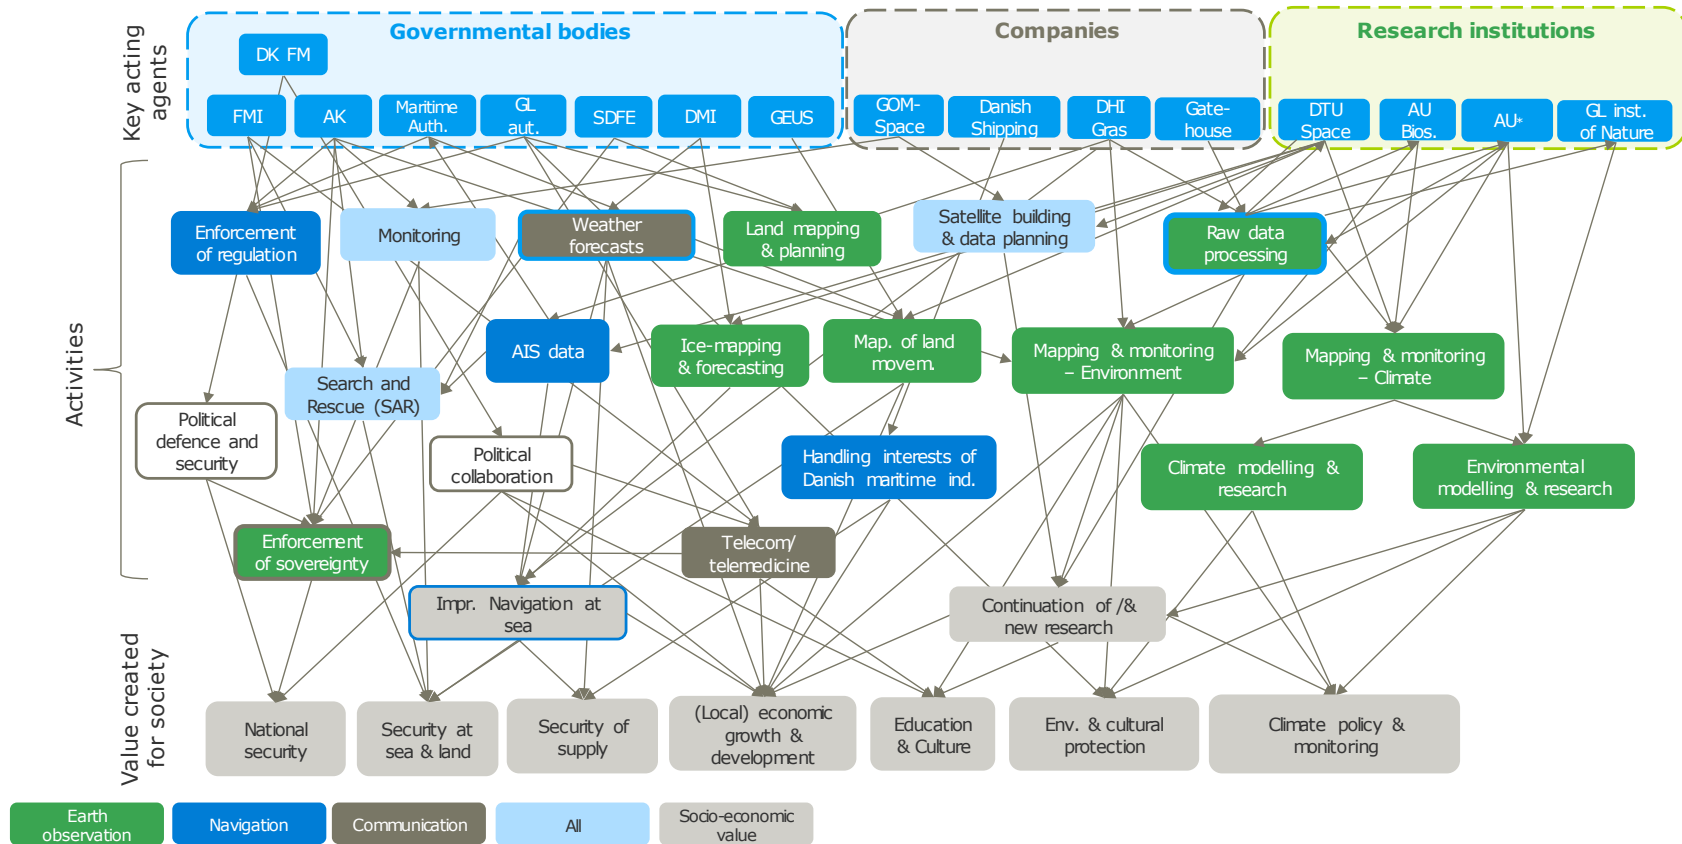 Governmental bodies
Companies
Research institutions
Key acting
agents
DK FM
FMI
AK
Maritime
Auth.
GL
aut.
SDFE
DMI
GEUS
GOM-
Space
Danish
Shipping
DHI
Gras
Gate-
house
DTU
Space
AU
Bios.
AU*
GL inst.
of Nature
Activities
Enforcement
of regulation
Monitoring
Weather
forecasts
Land mapping
& planning
Satellite building
& data planning
Raw data
processing
AIS data
Ice-mapping
& forecasting
Map. of land
movem.
Mapping & monitoring
– Environment
Mapping & monitoring
– Climate
Search and
Rescue (SAR)
Political
defence and
security
Political
collaboration
Handling interests of
Danish maritime ind.
Climate modelling &
research
Environmental
modelling & research
Enforcement
of sovereignty
Telecom/
telemedicine
Value created
for society
Impr. Navigation at
sea
Continuation of /&
new research
National
security
Security at
sea & land
Security of
supply
(Local) economic
growth &
development
Education
& Culture
Env. & cultural
protection
Climate policy &
monitoring
Earth
observation
Navigation
Communication
All
Socio-economic
value